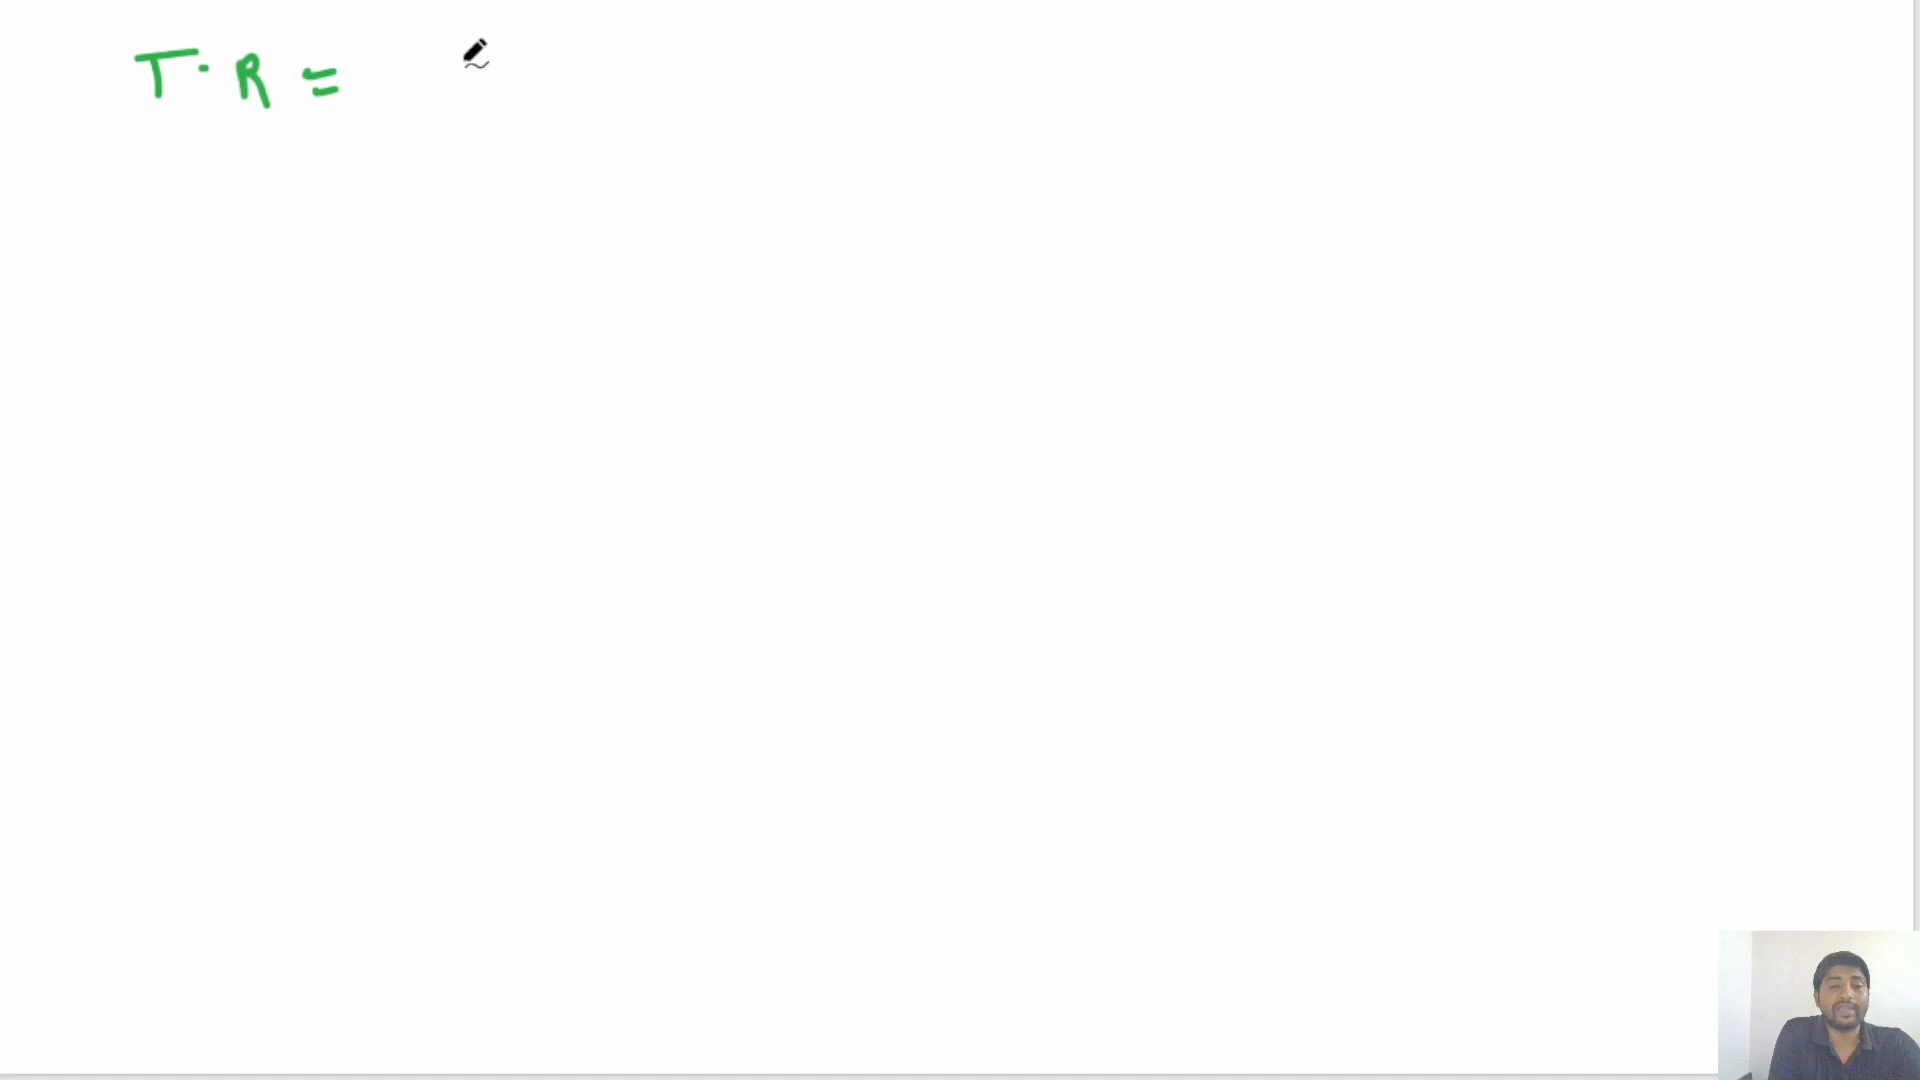 T. R =